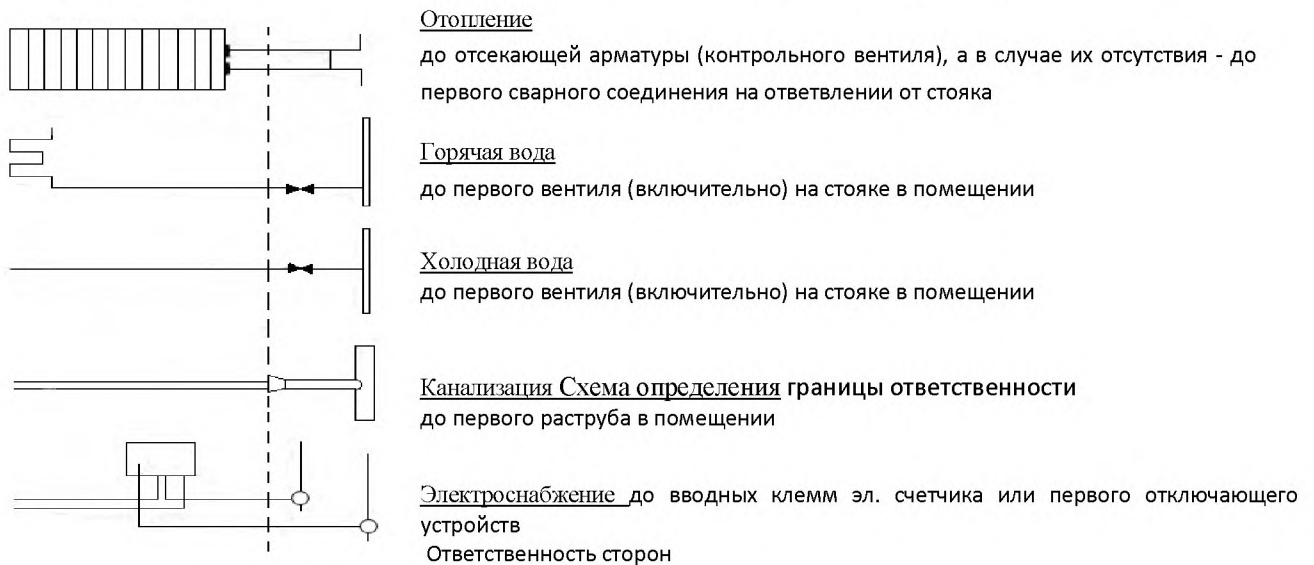 Отопление
до отсекающей арматуры (контрольного вентиля), а в случае их отсутствия - до
первого сварного соединения на ответвлении от стояка
Горячая вода
до первого вентиля (включительно) на стояке в помещении
Холодная вода
до первого вентиля (включительно) на стояке в помещении
Канализация Схема определения границы ответственности
до первого раструба в помещении
Электроснабжение до вводных клемм эл. счетчика или первого отключающего
устройств
Ответственность сторон